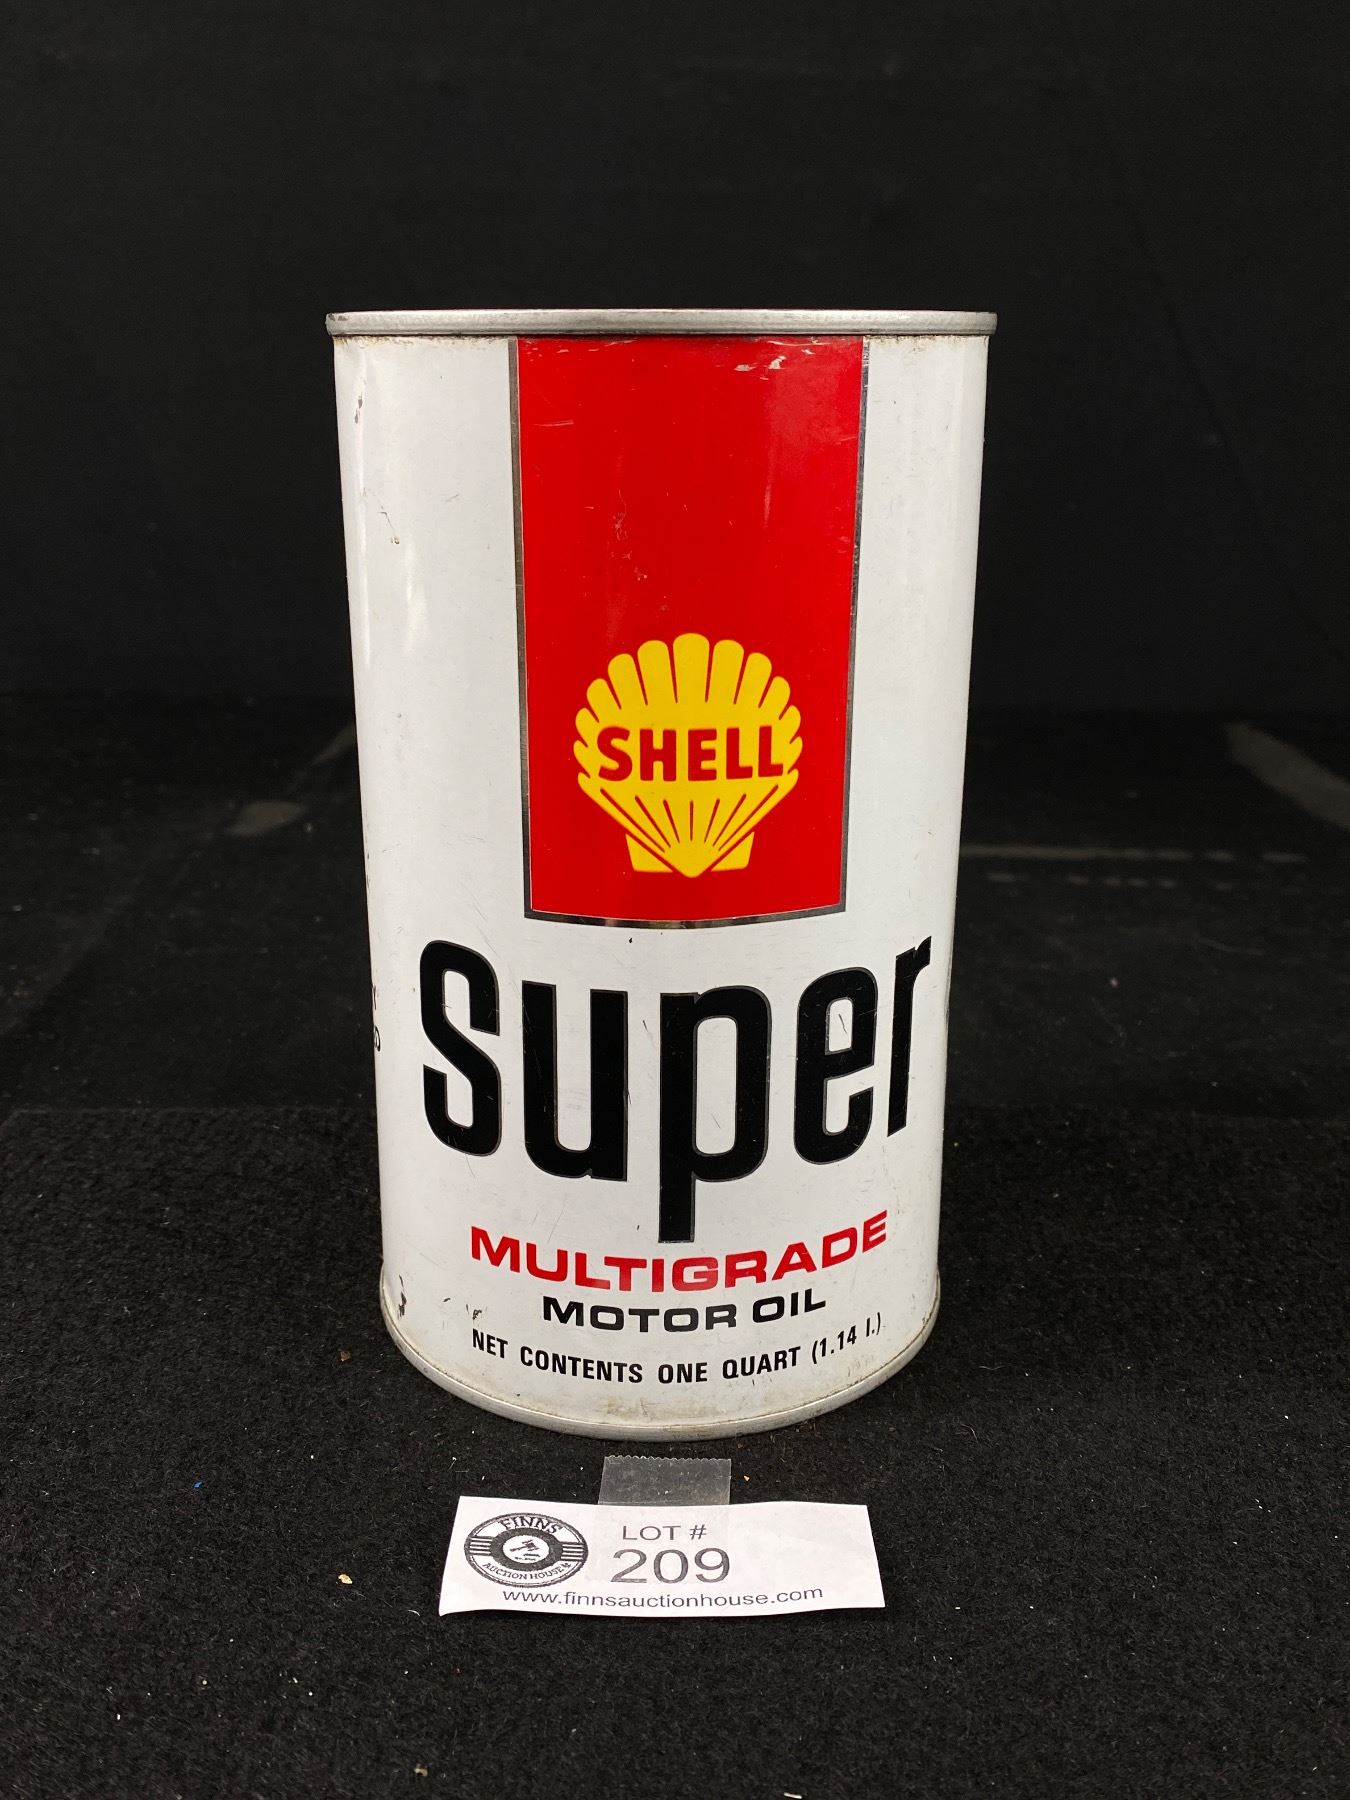 SHELL
Super
MULTIGRADE
MOTOR OIL
NET CONTENTS ONE QUART (1.14 l.)
FINNS
AUCTION HOUSE
LOT #
209
www.finnsauctionhouse.com